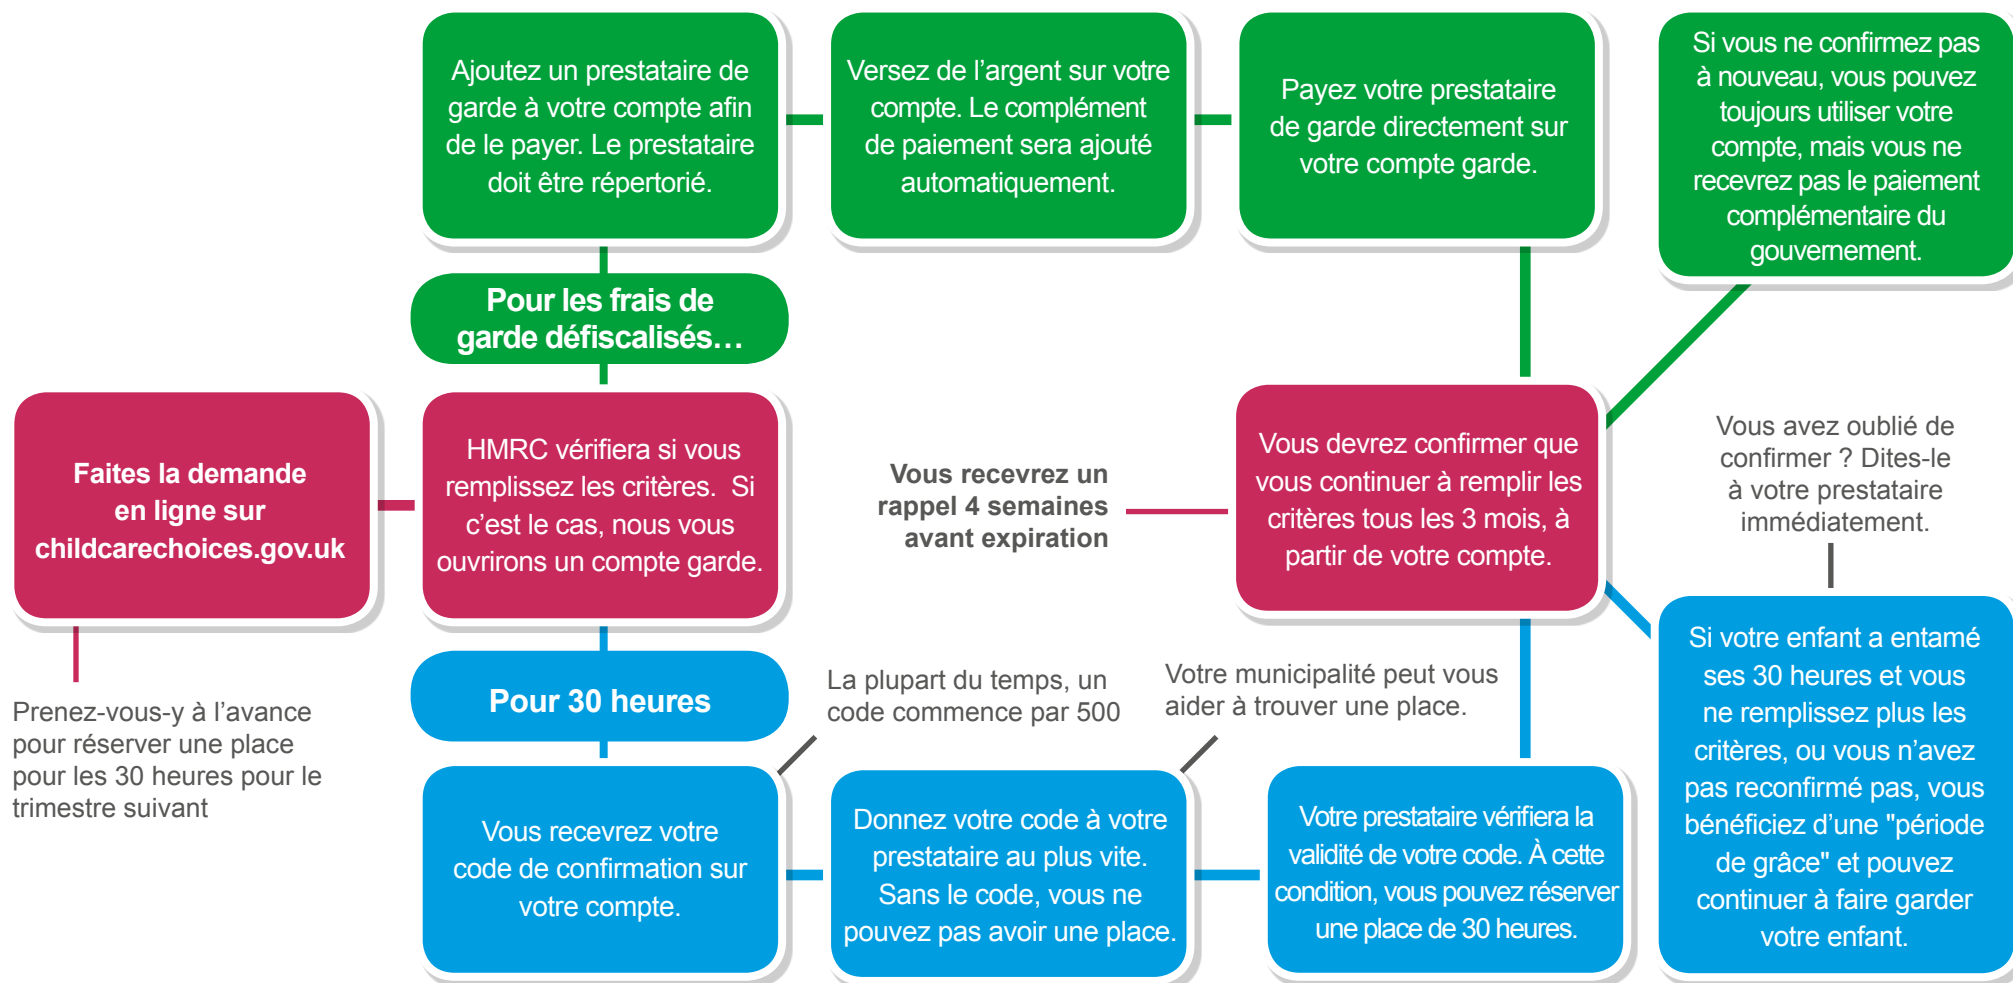 Ajoutez un prestataire de
garde à votre compte afin
de le payer. Le prestataire
doit être répertorié.
Versez de l’argent sur votre
compte. Le complément
de paiement sera ajouté
automatiquement.
Payez votre prestataire
de garde directement sur
votre compte garde.
Si vous ne confirmez pas
à nouveau, vous pouvez
toujours utiliser votre
compte, mais vous ne
recevrez pas le paiement
complémentaire du
gouvernement.
Pour les frais de
garde défiscalisés…
Faites la demande
en ligne sur
childcarechoices.gov.uk
HMRC vérifiera si vous
remplissez les critères. Si
c’est le cas, nous vous
ouvrirons un compte garde.
Vous recevrez un
rappel 4 semaines
avant expiration
Vous devrez confirmer que
vous continuer à remplir les
critères tous les 3 mois, à
partir de votre compte.
Vous avez oublié de
confirmer ? Dites-le
à votre prestataire
immédiatement.
Prenez-vous-y à l’avance
pour réserver une place
pour les 30 heures pour le
trimestre suivant
Pour 30 heures
La plupart du temps, un
code commence par 500
Votre municipalité peut vous
aider à trouver une place.
Vous recevrez votre
code de confirmation sur
votre compte.
Donnez votre code à votre
prestataire au plus vite.
Sans le code, vous ne
pouvez pas avoir une place.
Votre prestataire vérifiera la
validité de votre code. À cette
condition, vous pouvez réserver
une place de 30 heures.
Si votre enfant a entamé
ses 30 heures et vous
ne remplissez plus les
critères, ou vous n’avez
pas reconfirmé pas, vous
bénéficiez d’une "période
de grâce" et pouvez
continuer à faire garder
votre enfant.